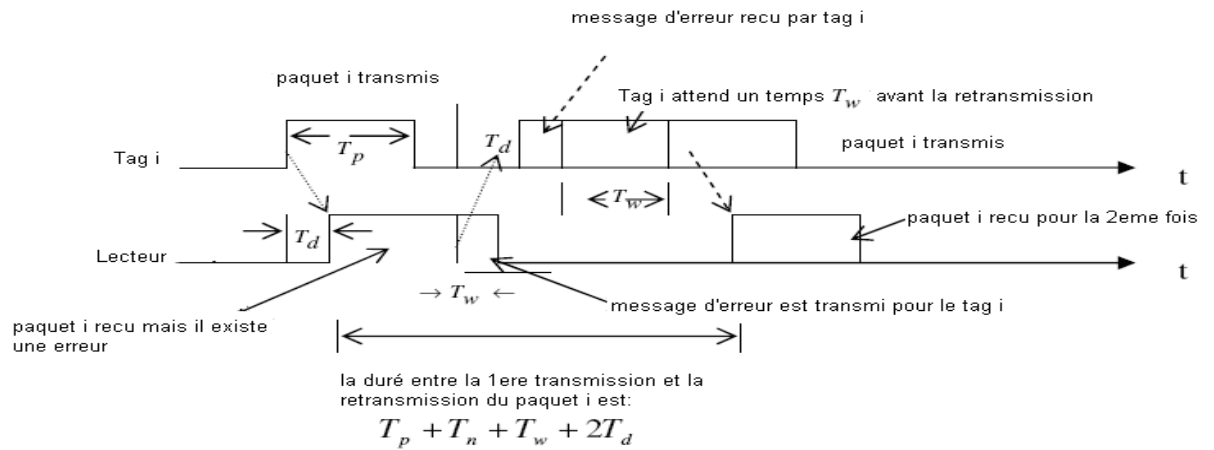 message d'erreur recu par tag i
paquet i transmis
Tag i attend un temps T_w avant la retransmission
T_d
paquet i transmis
T_p
Tag i
t
T_w
paquet i recu pour la 2eme fois
T_d
Lecteur
t
→ T_w ←
message d'erreur est transmi pour le tag i
paquet i recu mais il existe
une erreur
la duré entre la 1ere transmission et la
retransmission du paquet i est:
T_p + T_n + T_w + 2T_d